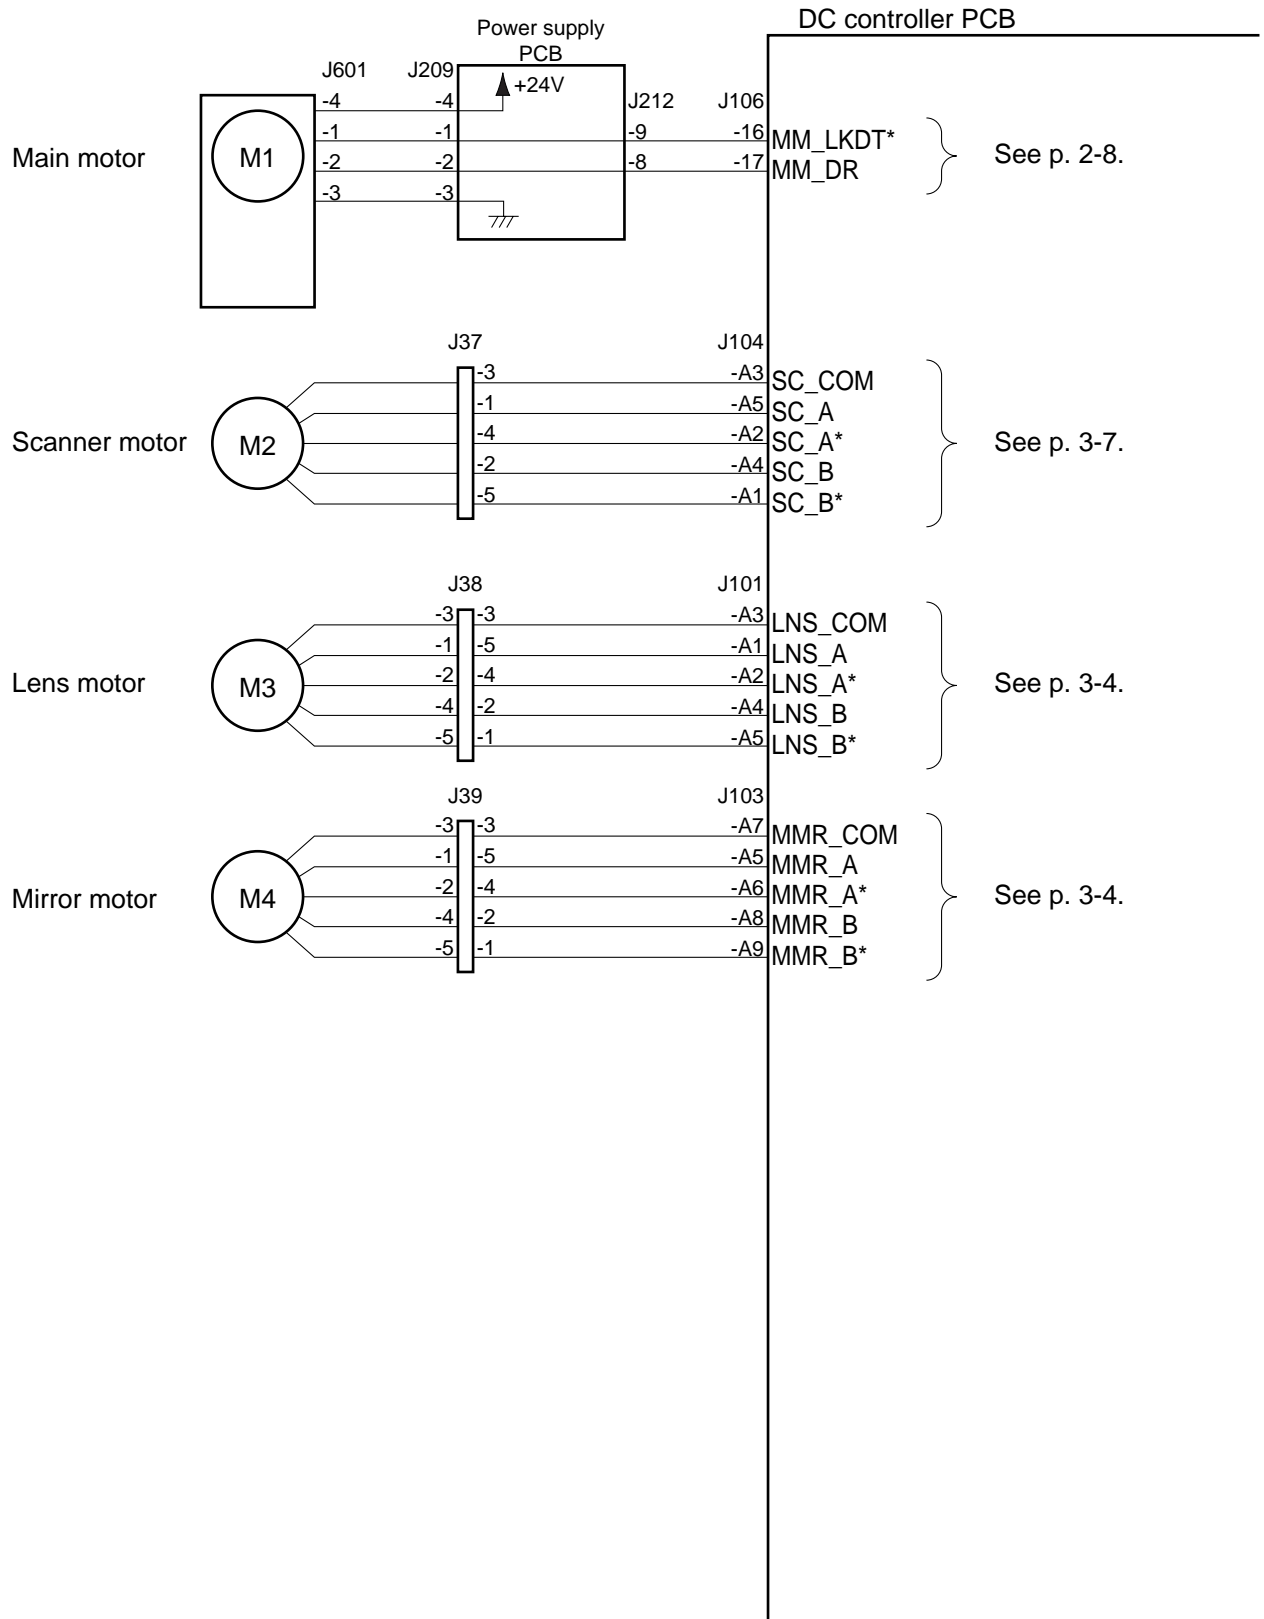 DC controller PCB
Power supply
PCB
J601 J209
+24V
J212 J106
-4 -4
-1 -1 -9 -16 MM_LKDT*
Main motor M1 See p. 2-8.
-2 -2 -8 -17 MM_DR
-3 -3
J37 J104
-3 -A3 SC_COM
-1 -A5 SC_A
Scanner motor M2 -4 -A2 SC_A* See p. 3-7.
-2 -A4 SC_B
-5 -A1 SC_B*
J38 J101
-3 -3 -A3 LNS_COM
-1 -5 -A1 LNS_A
Lens motor M3 -2 -4 -A2 LNS_A* See p. 3-4.
-4 -2 -A4 LNS_B
-5 -1 -A5 LNS_B*
J39 J103
-3 -3 -A7 MMR_COM
-1 -5 -A5 MMR_A
Mirror motor M4 -2 -4 -A6 MMR_A* See p. 3-4.
-4 -2 -A8 MMR_B
-5 -1 -A9 MMR_B*